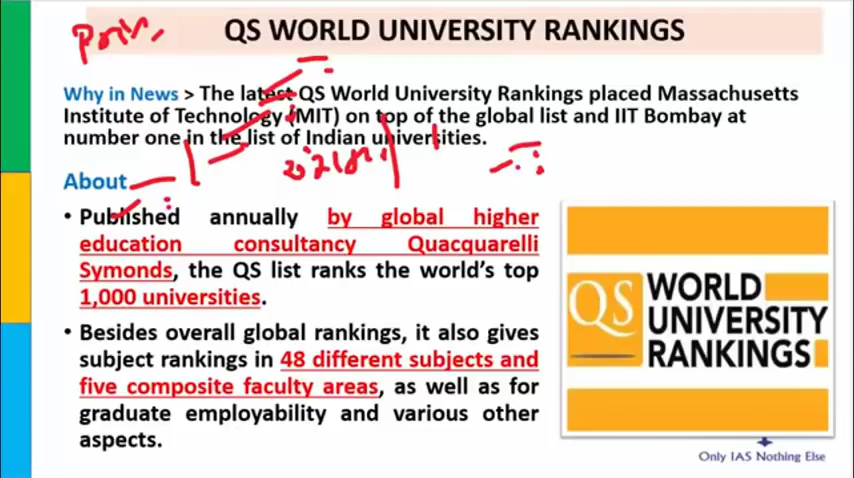 QS WORLD UNIVERSITY RANKINGS
Why in News > The latest QS World University Rankings placed Massachusetts
Institute of Technology (MIT) on top of the global list and IIT Bombay at
number one in the list of Indian universities.
About
• Published annually by global higher
education consultancy Quacquarelli
Symonds, the QS list ranks the world's top
1,000 universities.
• Besides overall global rankings, it also gives
subject rankings in 48 different subjects and
five composite faculty areas, as well as for
graduate employability and various other
aspects.
QS WORLD
UNIVERSITY
RANKINGS
Only IAS Nothing Else